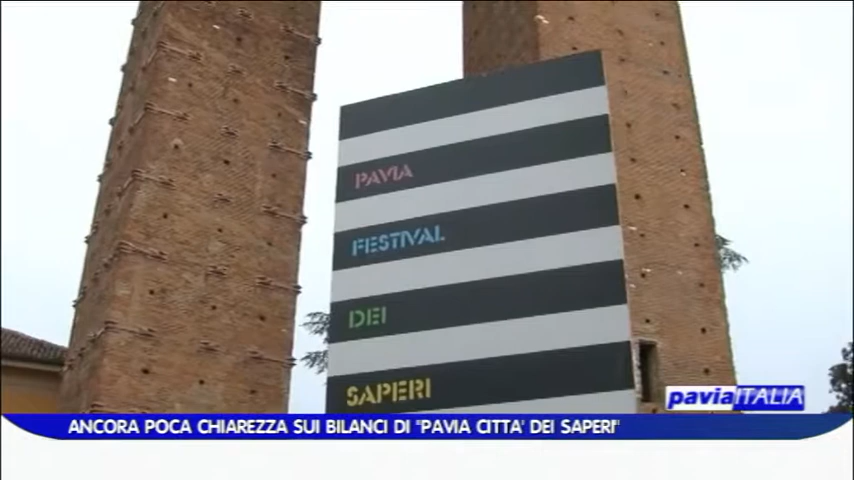 PAVIA
FESTIVAL
DEI
SAPERI
paviaITALIA
ANCORA POCA CHIAREZZA SUI BILANCI DI "PAVIA CITTA' DEI SAPERI"